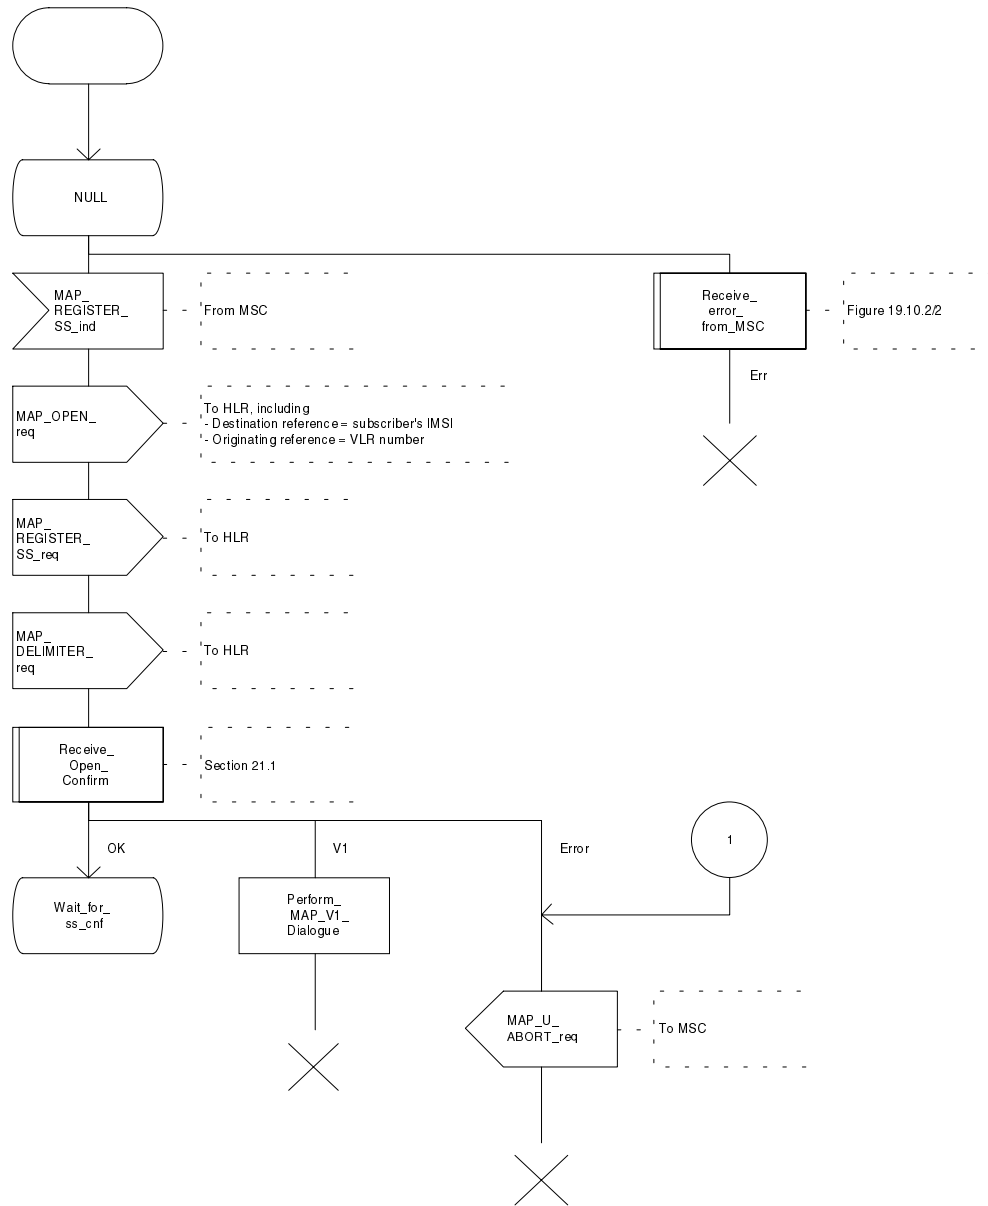 NULL
MAP_
REGISTER_
SS_ind
From MSC
Receive_
error_
from_MSC
Figure 19.10.2/2
Err
MAP_OPEN_
req
To HLR, including
- Destination reference = subscriber's IMSI
- Originating reference = VLR number
MAP_
REGISTER_
SS_req
To HLR
MAP_
DELIMITER_
req
To HLR
Receive_
Open_
Confirm
Section 21.1
OK
V1
Error
1
Wait_for_
ss_cnf
Perform_
MAP_V1_
Dialogue
MAP_U_
ABORT_req
To MSC